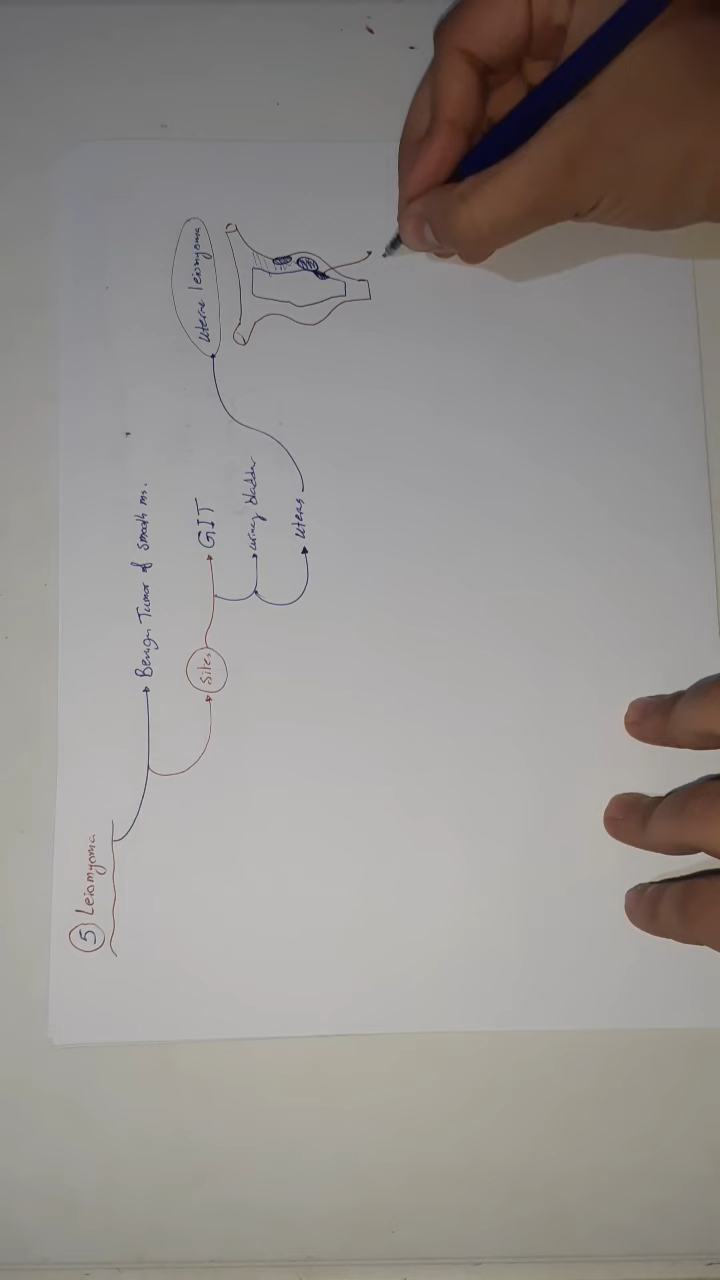 5 Leiomyoma
Benign Tumor of smooth ms.
Sites
GIT
urinary bladder
uterus
uterine leiomyoma